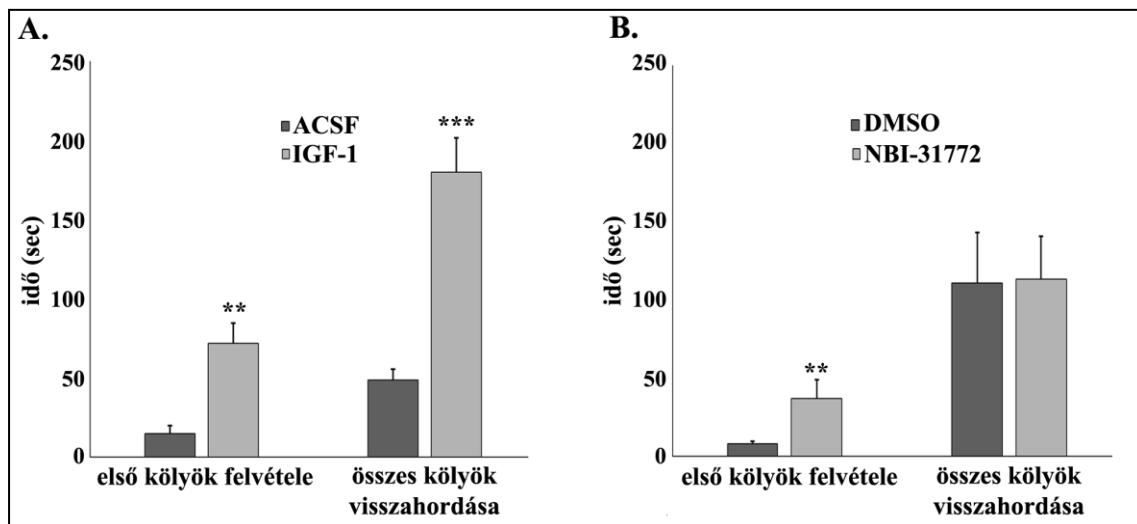 A.
250
200
150
100
50
0
idő (sec)
ACSF
IGF-1
**
***
első kölyök felvétele
összes kölyök
visszahordása
B.
250
200
150
100
50
0
idő (sec)
DMSO
NBI-31772
**
első kölyök felvétele
összes kölyök
visszahordása